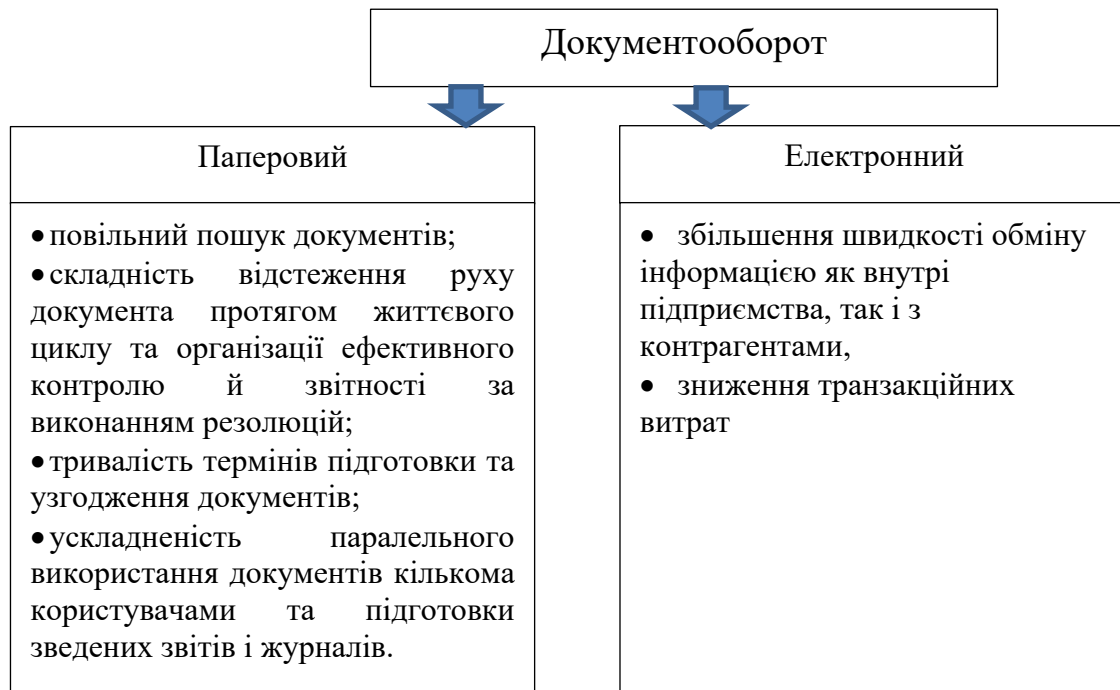 Документооборот
Паперовий
•повільний пошук документів;
•складність відстеження руху
документа протягом життєвого
циклу та організації ефективного
контролю й звітності за
виконанням резолюцій;
•тривалість термінів підготовки та
узгодження документів;
•ускладненість паралельного
використання документів кількома
користувачами та підготовки
зведених звітів і журналів.
Електронний
• збільшення швидкості обміну
інформацією як внутрі
підприємства, так і з
контрагентами,
• зниження транзакційних
витрат